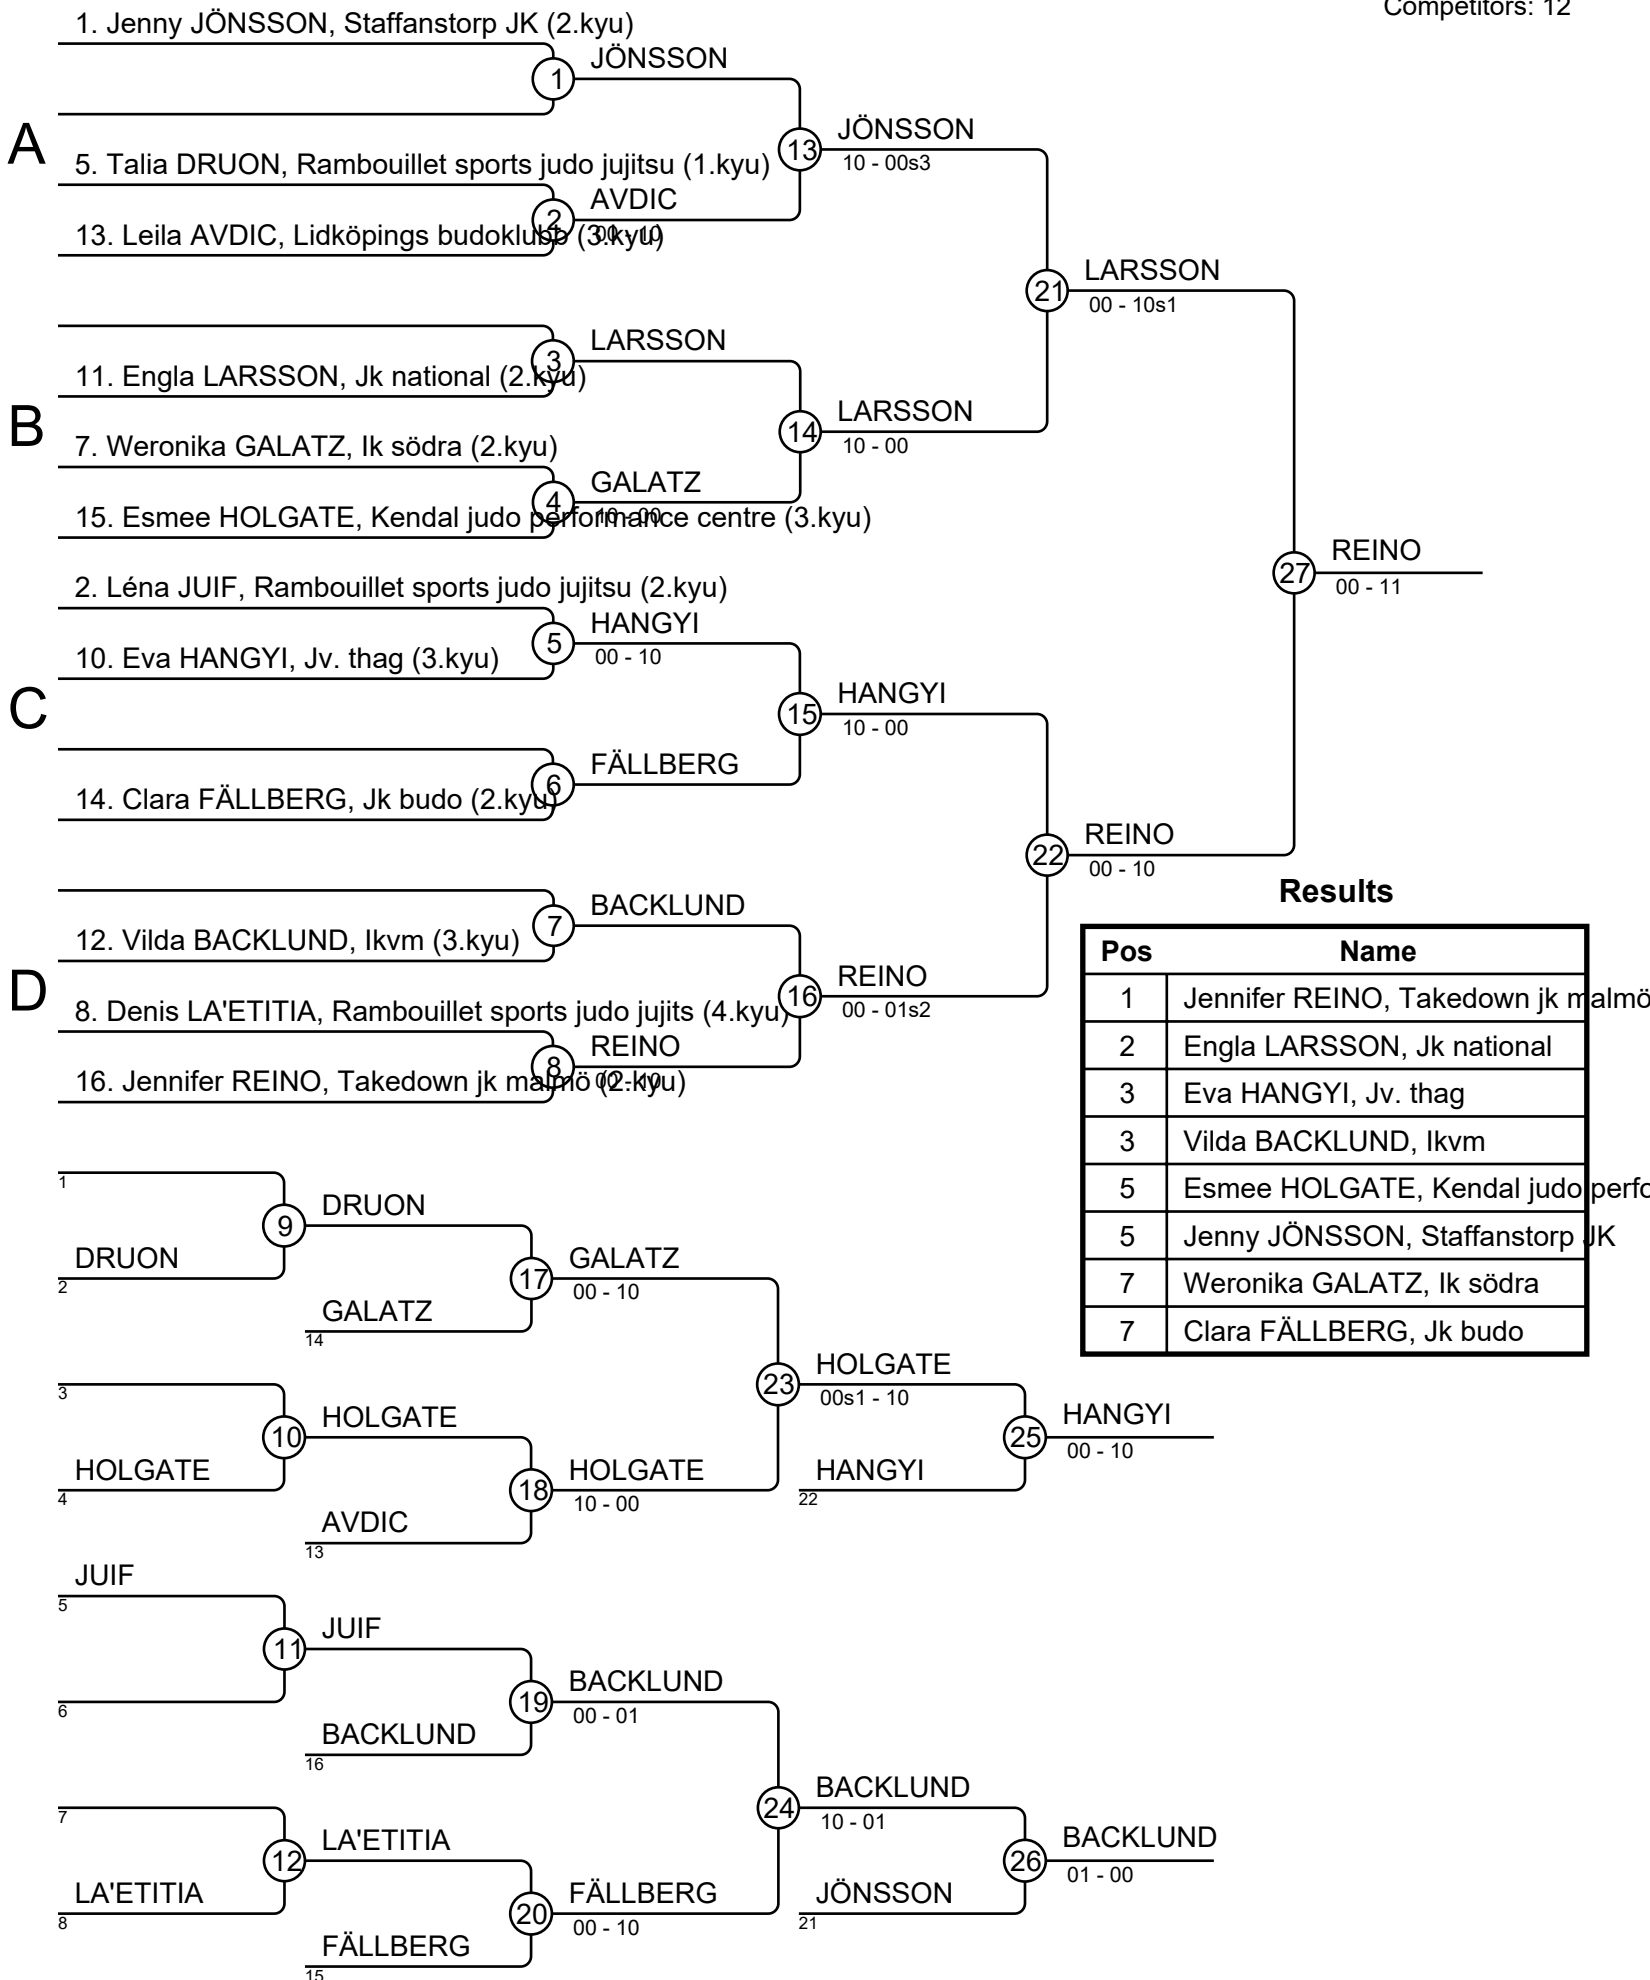 Competitors: 12
1. Jenny JÖNSSON, Staffanstorp JK (2.kyu)
JÖNSSON
1
A
5. Talia DRUON, Rambouillet sports judo jujitsu (1.kyu)
13
JÖNSSON
10 - 00s3
2
AVDIC
00 - 10
13. Leila AVDIC, Lidköpings budoklubb (3.kyu)
21
LARSSON
00 - 10s1
3
LARSSON
11. Engla LARSSON, Jk national (2.kyu)
B
14
LARSSON
10 - 00
7. Weronika GALATZ, Ik södra (2.kyu)
4
GALATZ
10 - 00
15. Esmee HOLGATE, Kendal judo performance centre (3.kyu)
27
REINO
00 - 11
2. Léna JUIF, Rambouillet sports judo jujitsu (2.kyu)
5
HANGYI
00 - 10
10. Eva HANGYI, Jv. thag (3.kyu)
C
15
HANGYI
10 - 00
6
FÄLLBERG
14. Clara FÄLLBERG, Jk budo (2.kyu)
22
REINO
00 - 10
7
BACKLUND
12. Vilda BACKLUND, Ikvm (3.kyu)
D
16
REINO
00 - 01s2
8. Denis LA'ETITIA, Rambouillet sports judo jujits (4.kyu)
8
REINO
00 - 10
16. Jennifer REINO, Takedown jk malmö (2.kyu)
Results
Pos Name
1 Jennifer REINO, Takedown jk malmö
2 Engla LARSSON, Jk national
3 Eva HANGYI, Jv. thag
3 Vilda BACKLUND, Ikvm
5 Esmee HOLGATE, Kendal judo perfo
5 Jenny JÖNSSON, Staffanstorp JK
7 Weronika GALATZ, Ik södra
7 Clara FÄLLBERG, Jk budo
1
9
DRUON
DRUON
2
17
GALATZ
00 - 10
GALATZ
14
23
HOLGATE
00s1 - 10
3
10
HOLGATE
HOLGATE
4
18
HOLGATE
10 - 00
AVDIC
13
25
HANGYI
00 - 10
HANGYI
22
JUIF
5
11
JUIF
6
19
BACKLUND
00 - 01
BACKLUND
16
24
BACKLUND
10 - 01
7
12
LA'ETITIA
LA'ETITIA
8
20
FÄLLBERG
00 - 10
FÄLLBERG
15
26
BACKLUND
01 - 00
JÖNSSON
21